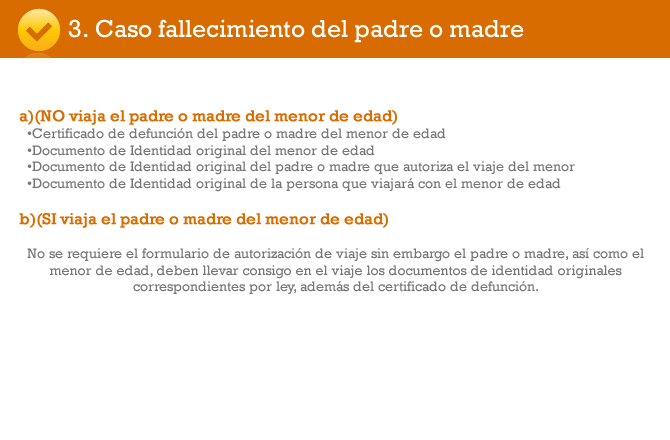 3. Caso fallecimiento del padre o madre
a)(NO viaja el padre o madre del menor de edad)
•Certificado de defunción del padre o madre del menor de edad
•Documento de Identidad original del menor de edad
•Documento de Identidad original del padre o madre que autoriza el viaje del menor
•Documento de Identidad original de la persona que viajará con el menor de edad
b)(SI viaja el padre o madre del menor de edad)
No se requiere el formulario de autorización de viaje sin embargo el padre o madre, así como el
menor de edad, deben llevar consigo en el viaje los documentos de identidad originales
correspondientes por ley, además del certificado de defunción.